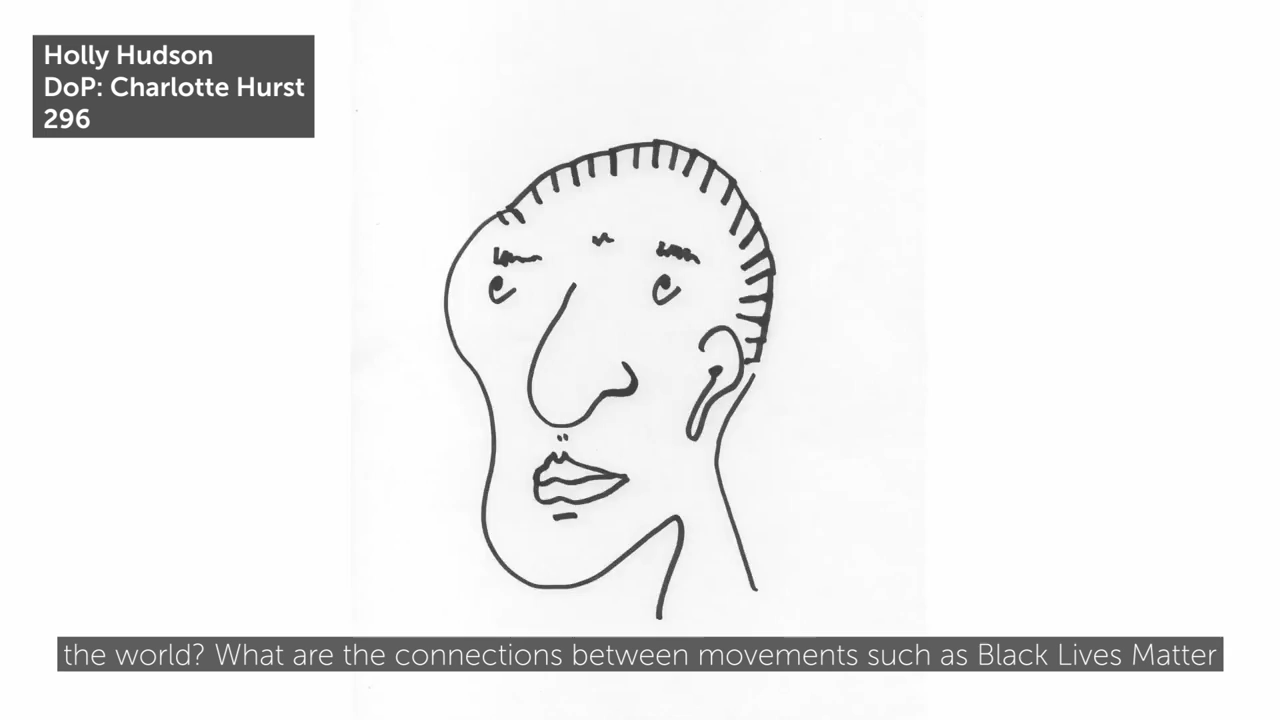 Holly Hudson
DoP: Charlotte Hurst
296
the world? What are the connections between movements such as Black Lives Matter